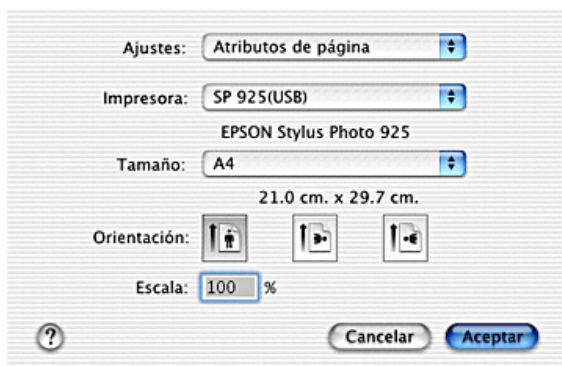 Ajustes: Atributos de página
Impresora: SP 925(USB)
EPSON Stylus Photo 925
Tamaño: A4
21.0 cm. x 29.7 cm.
Orientación:
Escala: 100 %
? Cancelar Aceptar